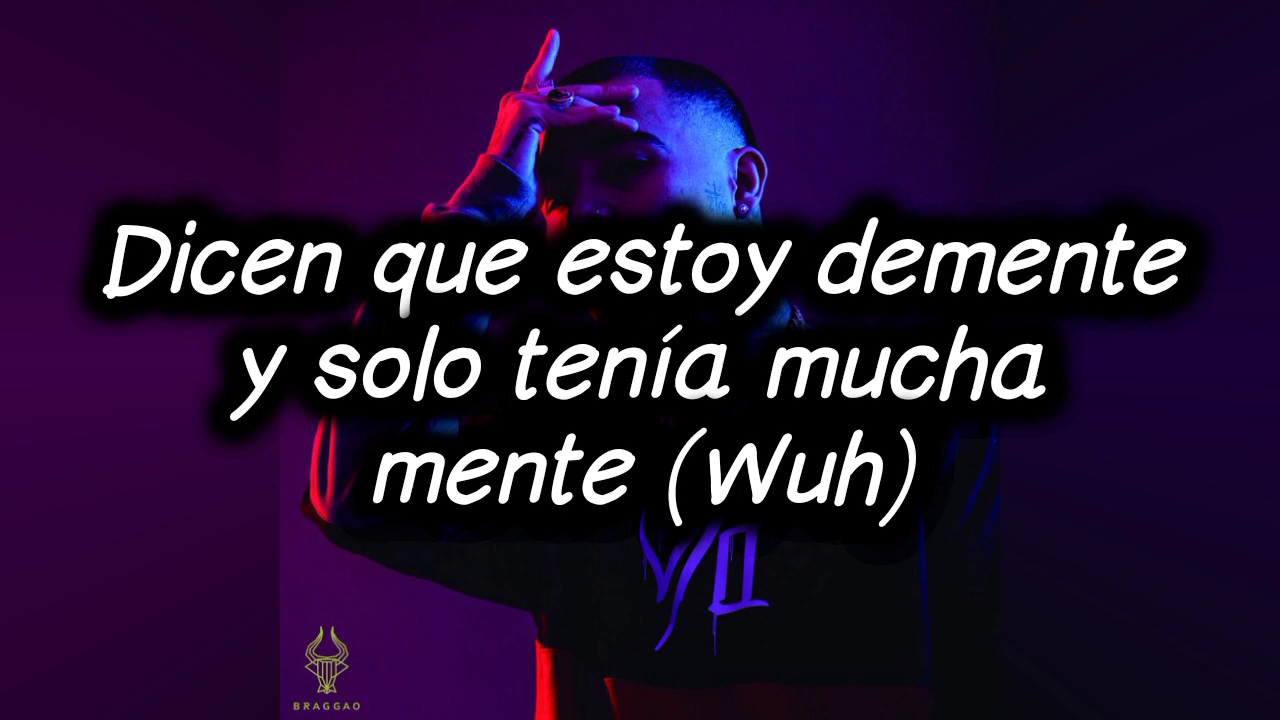 Dicen que estoy demente
y solo tenía mucha
mente (Wuh)
BRAGGAO